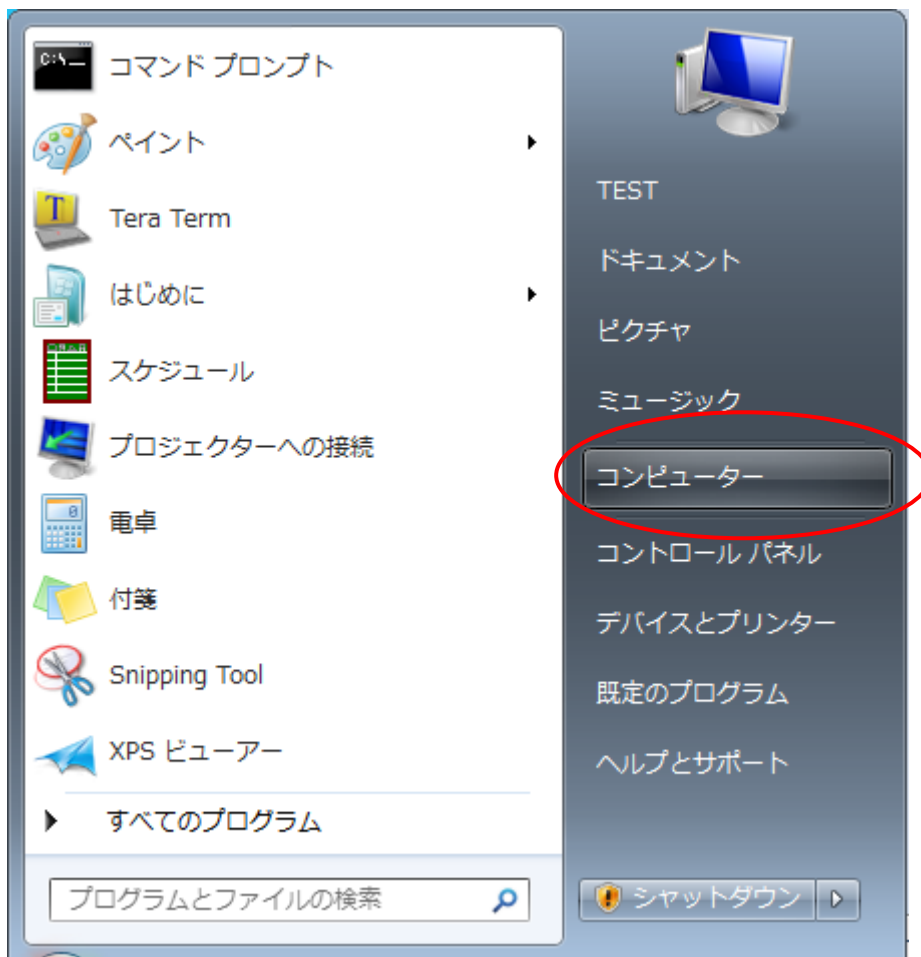 コマンド プロンプト
ペイント
Tera Term
はじめに
スケジュール
プロジェクターへの接続
電卓
付箋
Snipping Tool
XPS ビューアー
すべてのプログラム
プログラムとファイルの検索
TEST
ドキュメント
ピクチャ
ミュージック
コンピューター
コントロール パネル
デバイスとプリンター
既定のプログラム
ヘルプとサポート
シャットダウン